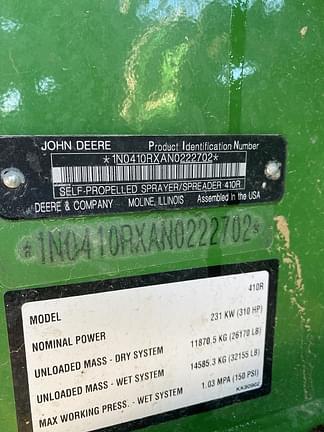 JOHN DEERE Product Identification Number
*1N0410RXAN0222702*
SELF-PROPELLED SPRAYER/SPREADER 410R
DEERE & COMPANY MOLINE, ILLINOIS Assembled in the USA
*1N0410RXAN0222702*
MODEL 410R
NOMINAL POWER 231 KW (310 HP)
UNLOADED MASS - DRY SYSTEM 11870.5 KG (26170 LB)
UNLOADED MASS - WET SYSTEM 14585.3 KG (32155 LB)
MAX WORKING PRESS. - WET SYSTEM 1.03 MPA (150 PSI)